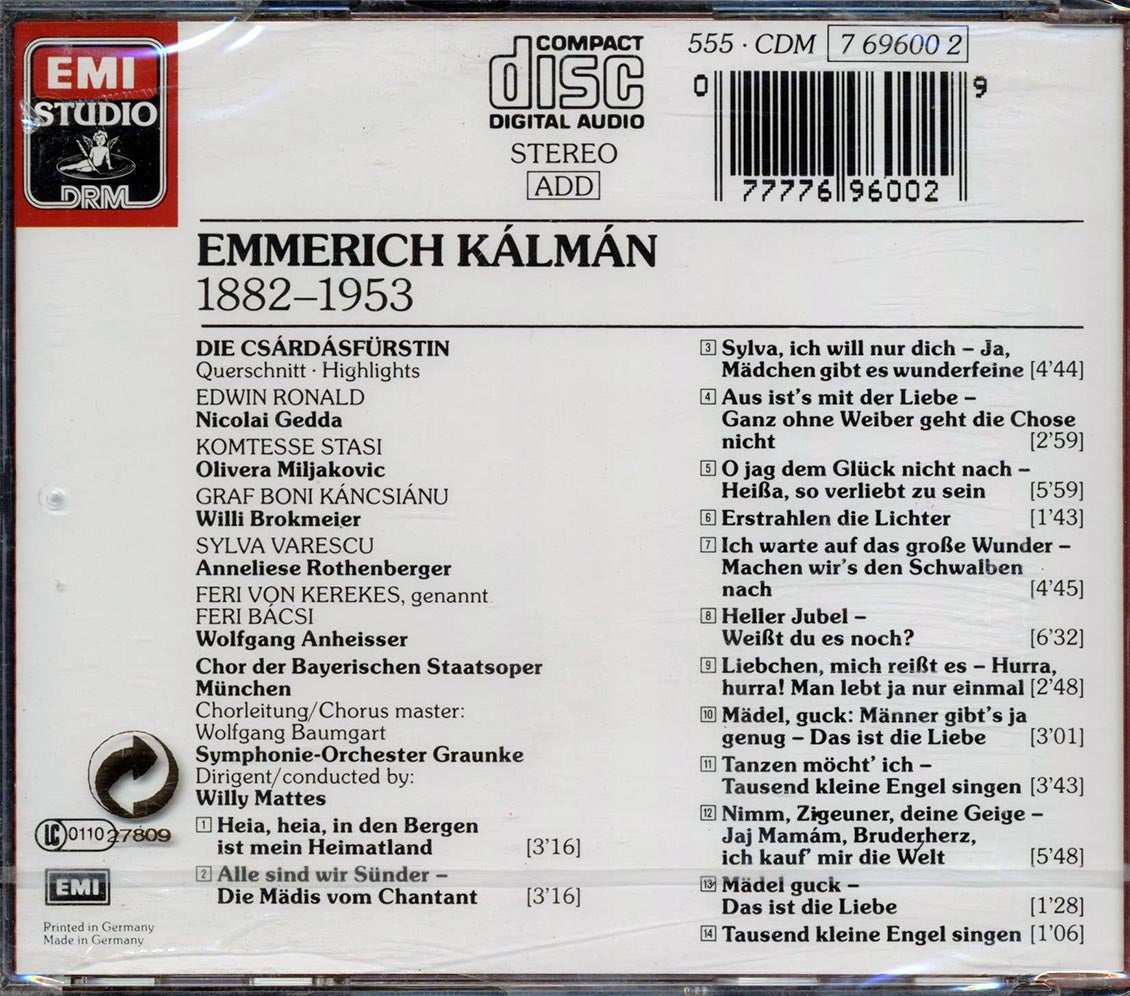 EMI
STUDIO
DRM
COMPACT
disc
DIGITAL AUDIO
STEREO
ADD
555 · CDM 7 69600 2
0 77776 96002 9
EMMERICH KÁLMÁN
1882–1953
DIE CSÁRDÁSFÜRSTIN
Querschnitt · Highlights
EDWIN RONALD
Nicolai Gedda
KOMTESSE STASI
Olivera Miljakovic
GRAF BONI KÁNCSIÁNU
Willi Brokmeier
SYLVA VARESCU
Anneliese Rothenberger
FERI VON KEREKES, genannt
FERI BÁCSI
Wolfgang Anheisser
Chor der Bayerischen Staatsoper
München
Chorleitung/Chorus master:
Wolfgang Baumgart
Symphonie-Orchester Graunke
Dirigent/conducted by:
Willy Mattes
1 Heia, heia, in den Bergen
ist mein Heimatland [3'16]
2 Alle sind wir Sünder –
Die Mädis vom Chantant [3'16]
3 Sylva, ich will nur dich – Ja,
Mädchen gibt es wunderfeine [4'44]
4 Aus ist's mit der Liebe –
Ganz ohne Weiber geht die Chose
nicht [2'59]
5 O jag dem Glück nicht nach –
Heißa, so verliebt zu sein [5'59]
6 Erstrahlen die Lichter [1'43]
7 Ich warte auf das große Wunder –
Machen wir's den Schwalben
nach [4'45]
8 Heller Jubel –
Weißt du es noch? [6'32]
9 Liebchen, mich reißt es – Hurra,
hurra! Man lebt ja nur einmal [2'48]
10 Mädel, guck: Männer gibt's ja
genug – Das ist die Liebe [3'01]
11 Tanzen möcht' ich –
Tausend kleine Engel singen [3'43]
12 Nimm, Zigeuner, deine Geige –
Jaj Mamám, Bruderherz,
ich kauf' mir die Welt [5'48]
13 Mädel guck –
Das ist die Liebe [1'28]
14 Tausend kleine Engel singen [1'06]
LC 0110 27809
EMI
Printed in Germany
Made in Germany